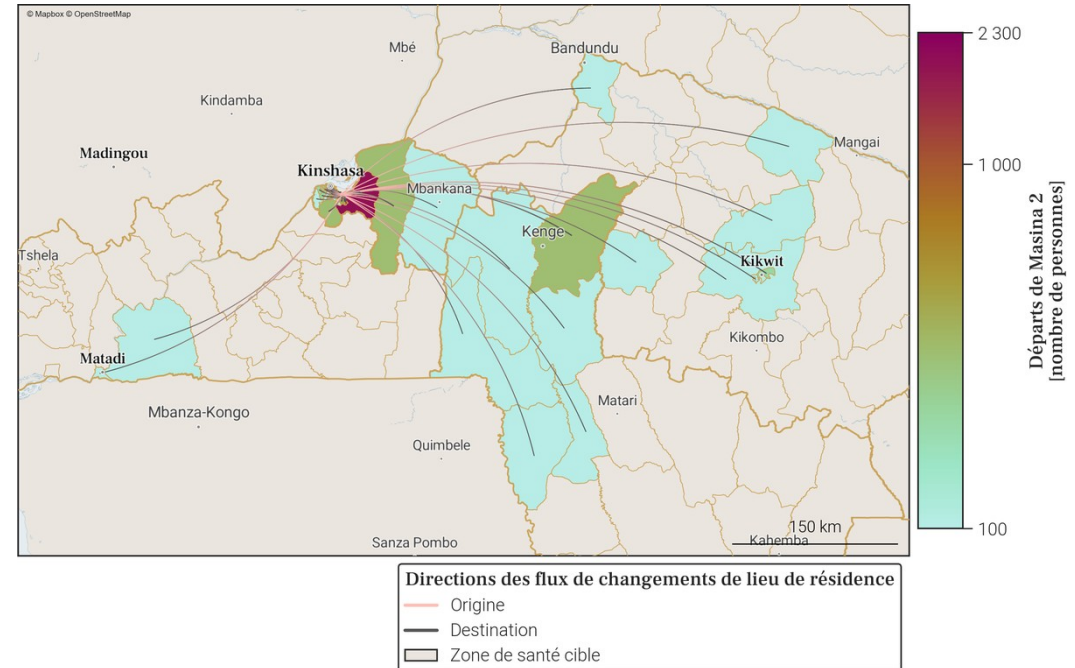 © Mapbox © OpenStreetMap
Mbé
Bandundu
Kindamba
Mangai
Madingou
Kinshasa
Mbankana
Kenge
Tshela
Kikwit
Kikombo
Matadi
Mbanza-Kongo
Matari
Quimbele
150 km
Sanza Pombo
Kahemba
2 300
1 000
100
Départs de Masina 2
[nombre de personnes]
Directions des flux de changements de lieu de résidence
Origine
Destination
Zone de santé cible